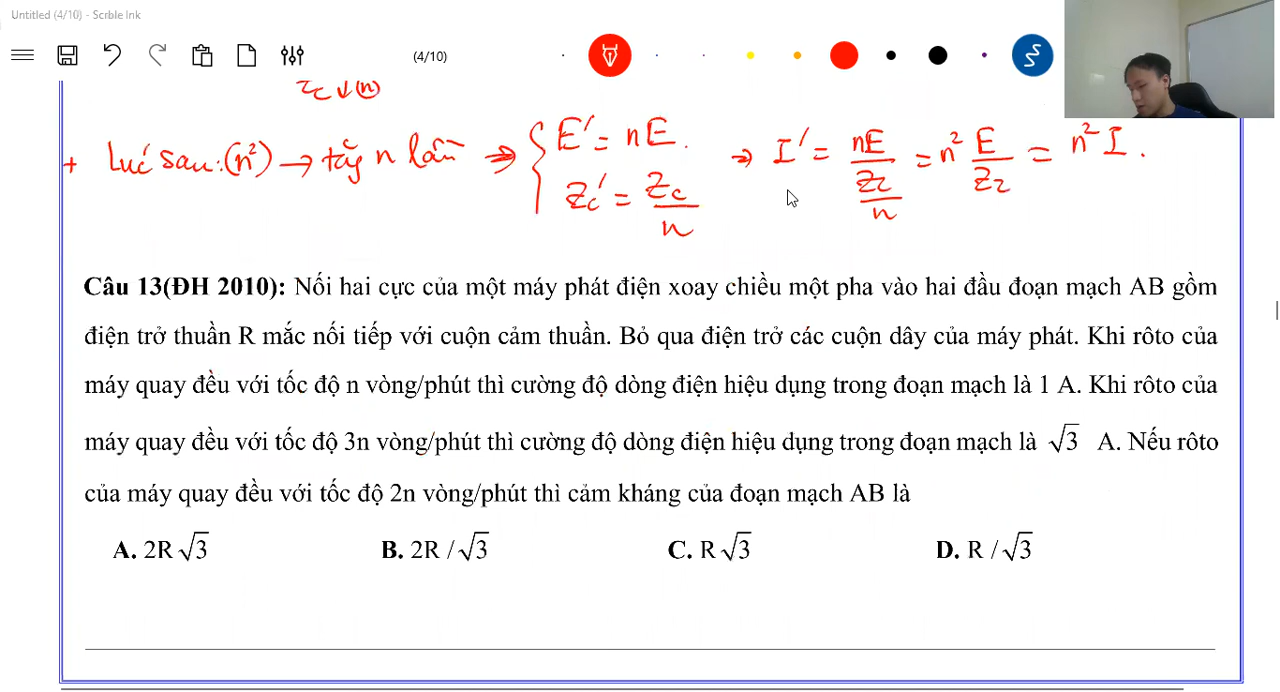 Untitled (4/10) - Scrble Ink
(4/10)
Z_C ↓ (n)
+ Lúc sau: (n²) → tăg n lần ⇒ { E' = nE. Z_C' = Z_C / n ⇒ I' = nE / (Z_C / n) = n² E / Z_C = n² I.
Câu 13(ĐH 2010): Nối hai cực của một máy phát điện xoay chiều một pha vào hai đầu đoạn mạch AB gồm
điện trở thuần R mắc nối tiếp với cuộn cảm thuần. Bỏ qua điện trở các cuộn dây của máy phát. Khi rôto của
máy quay đều với tốc độ n vòng/phút thì cường độ dòng điện hiệu dụng trong đoạn mạch là 1 A. Khi rôto của
máy quay đều với tốc độ 3n vòng/phút thì cường độ dòng điện hiệu dụng trong đoạn mạch là √3 A. Nếu rôto
của máy quay đều với tốc độ 2n vòng/phút thì cảm kháng của đoạn mạch AB là
A. 2R√3 B. 2R /√3 C. R√3 D. R /√3